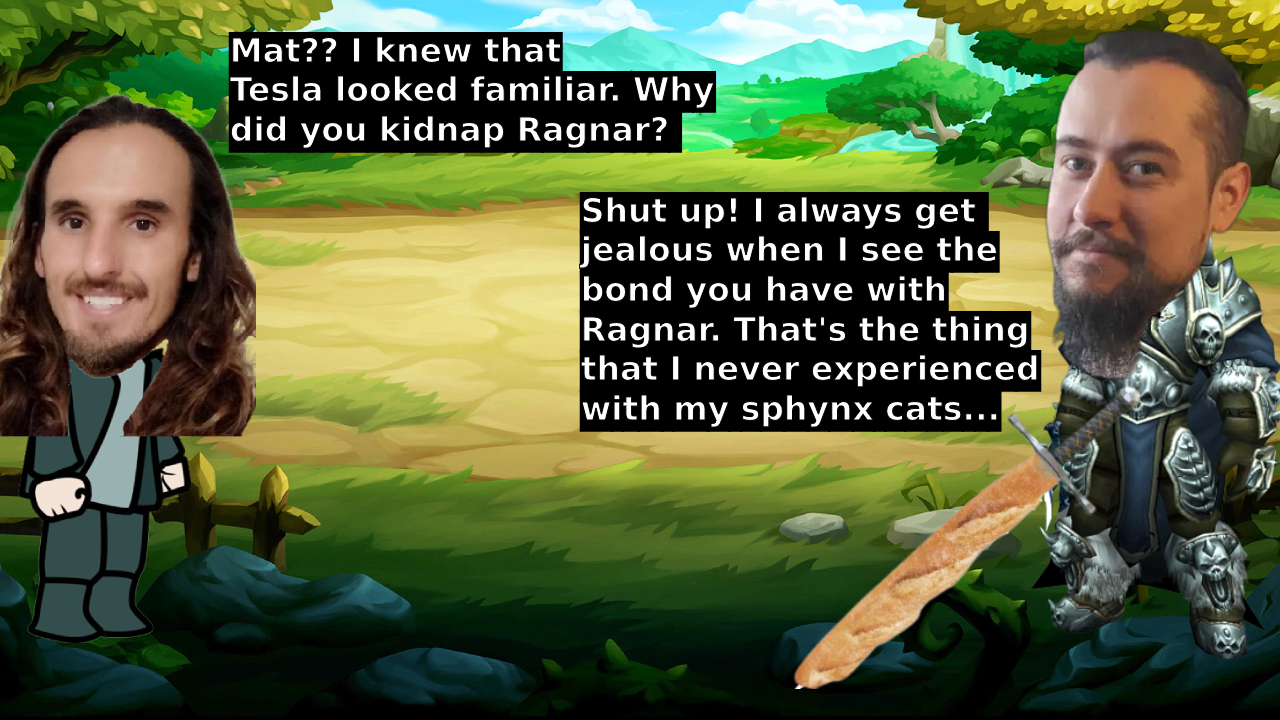 Mat?? I knew that
Tesla looked familiar. Why
did you kidnap Ragnar?
Shut up! I always get
jealous when I see the
bond you have with
Ragnar. That's the thing
that I never experienced
with my sphynx cats...